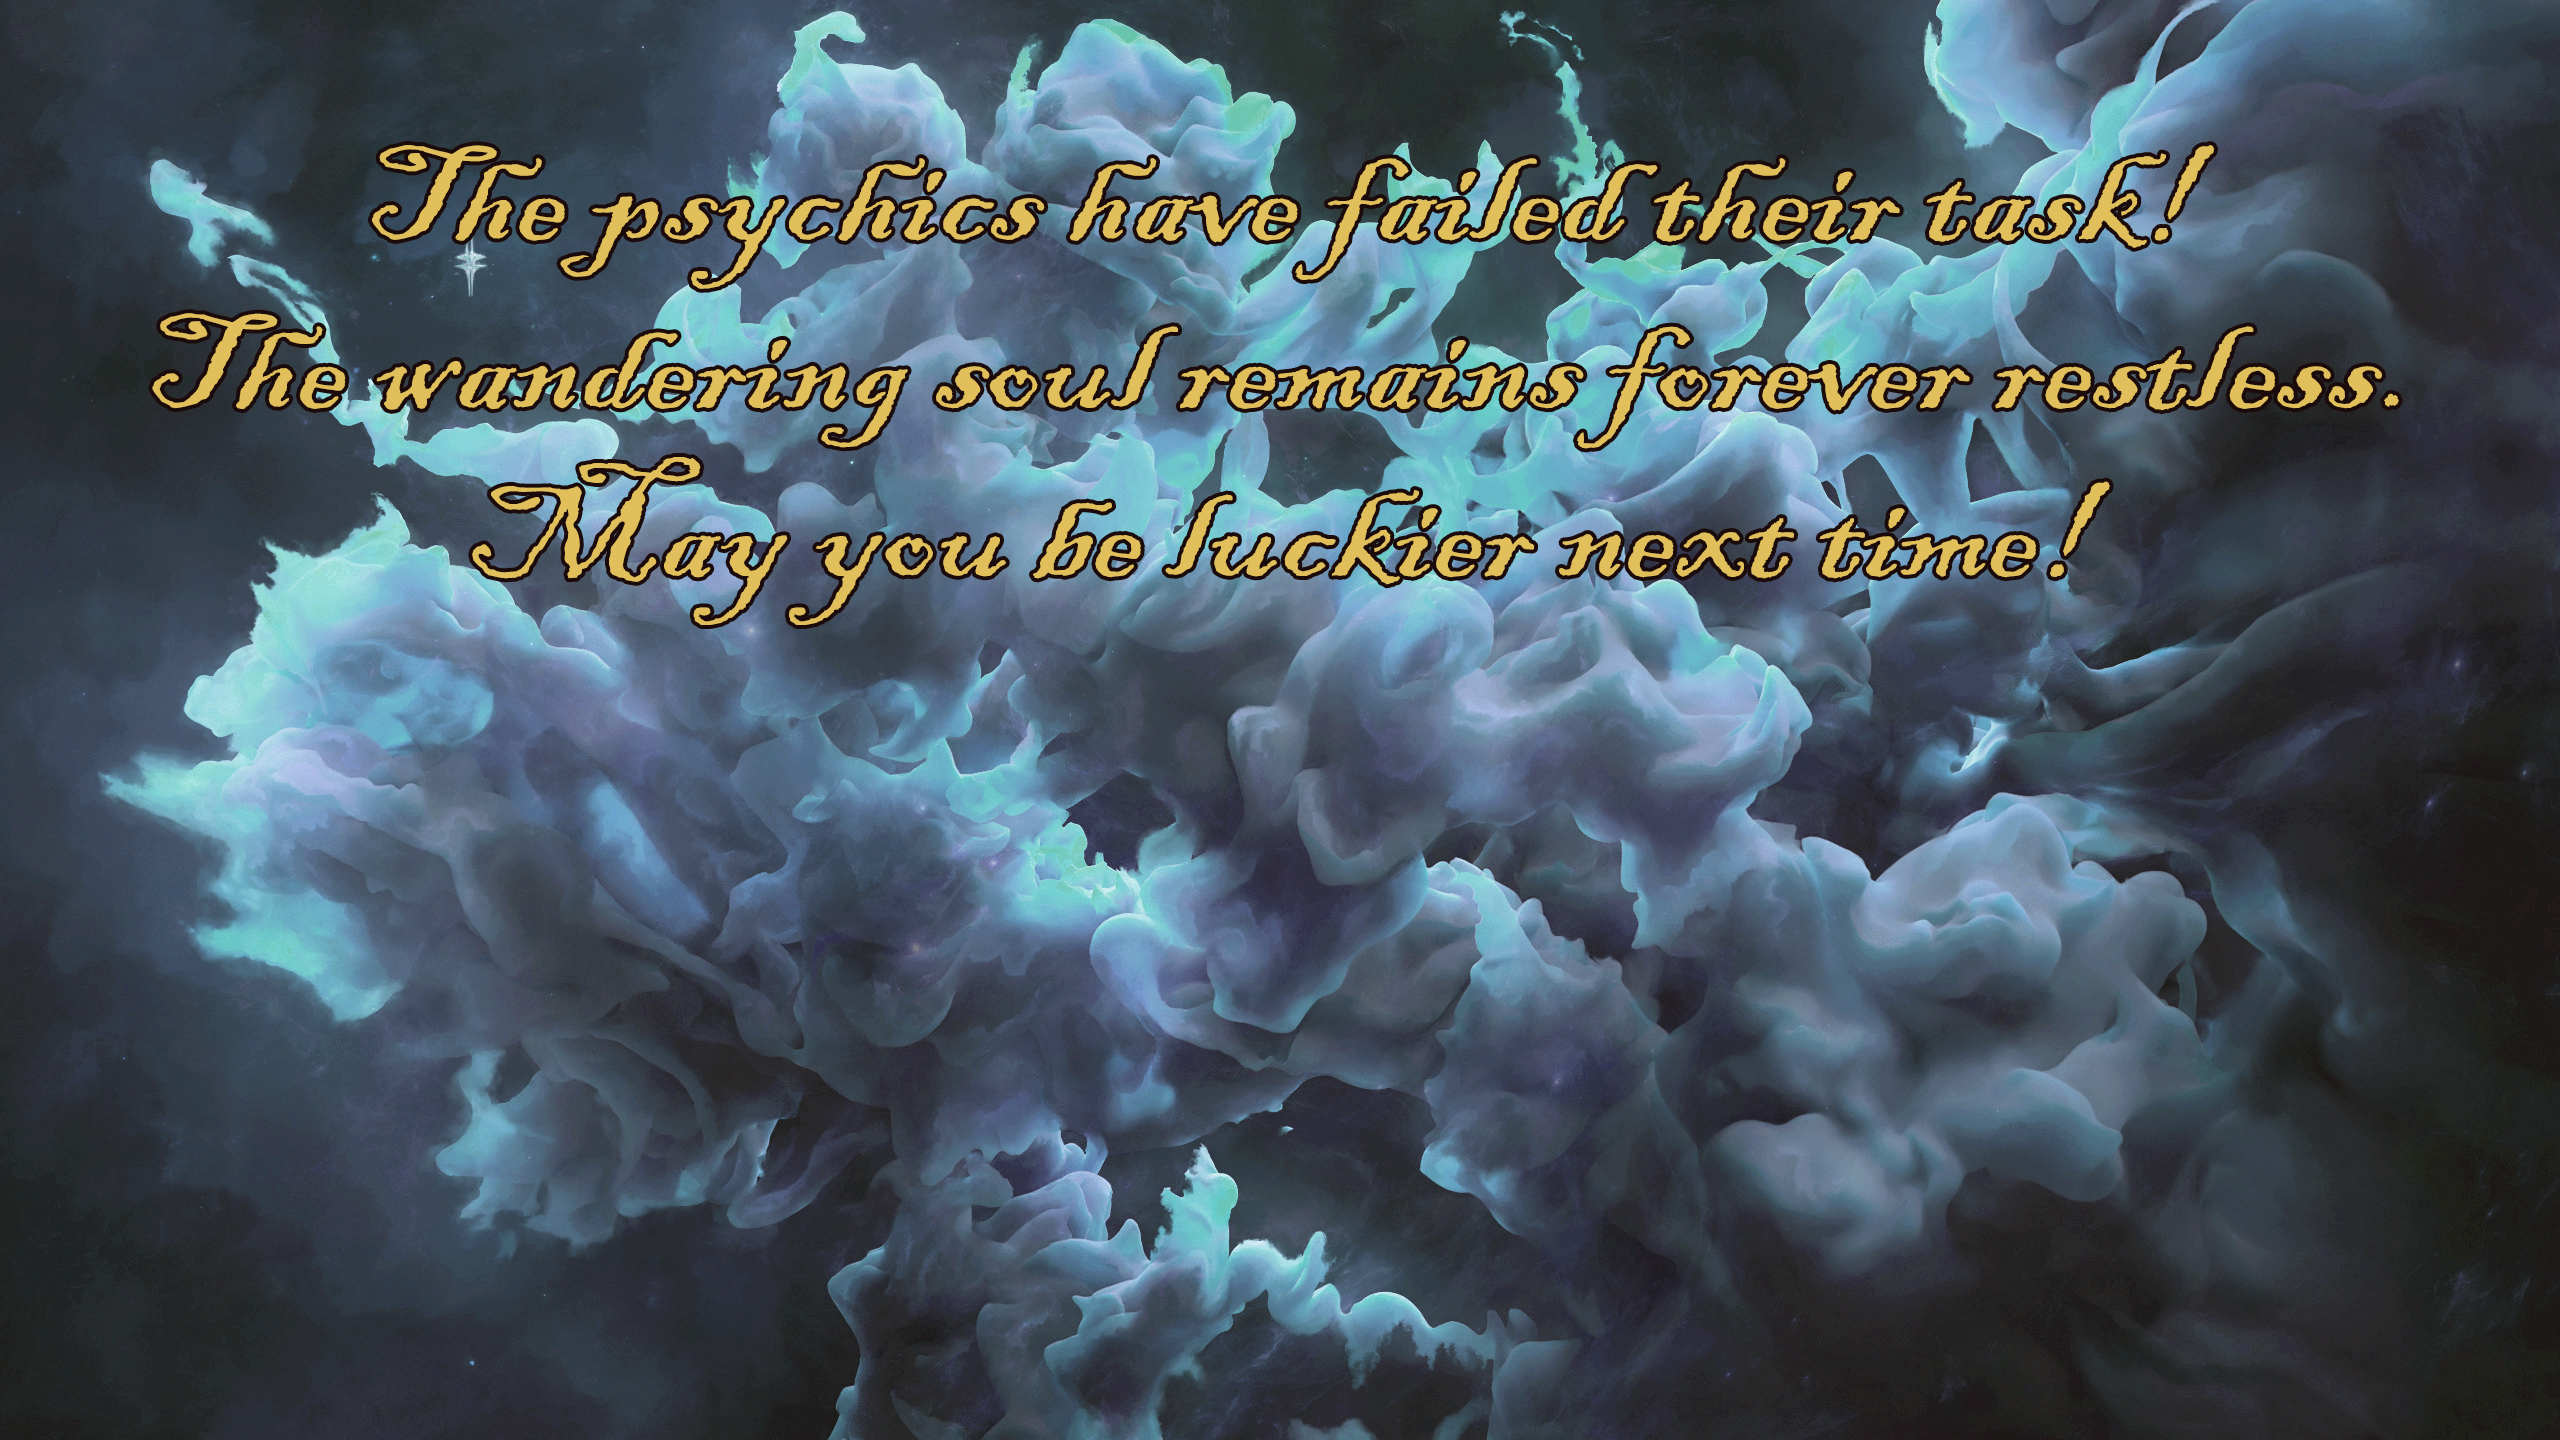 The psychics have failed their task!
The wandering soul remains forever restless.
May you be luckier next time!